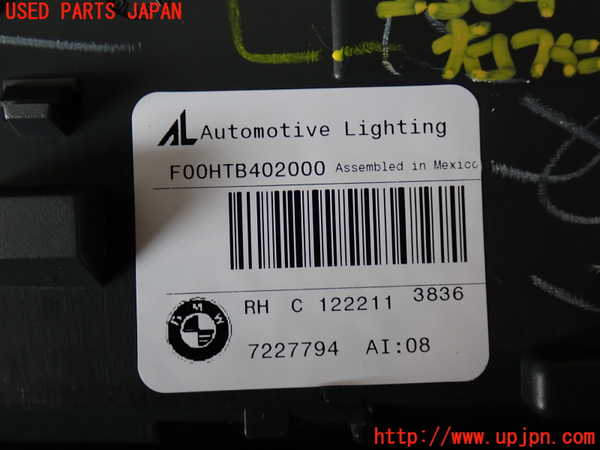 USED PARTS JAPAN
AL Automotive Lighting
F00HTB402000 Assembled in Mexico
BMW
RH C 122211 3836
7227794 AI:08
http://www.upjpn.com